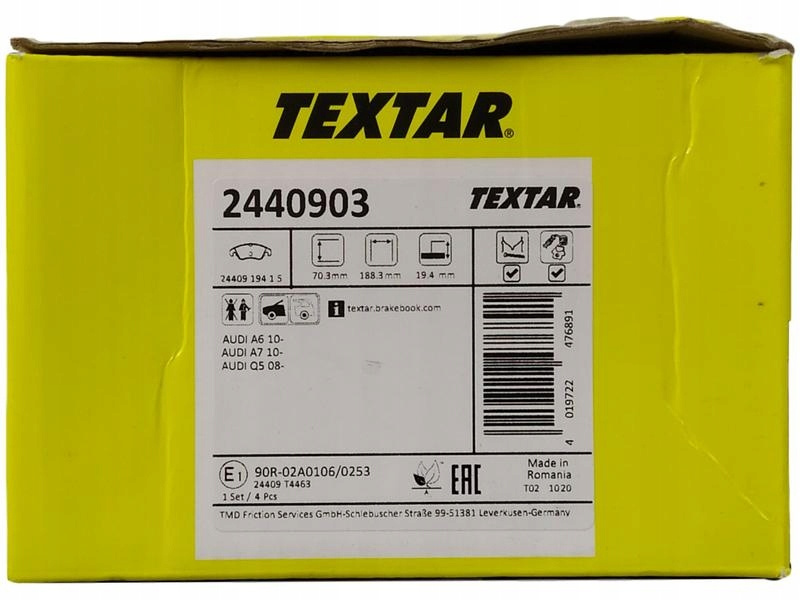 TEXTAR®
2440903
TEXTAR®
24409 194 1 5
70.3mm
188.3 mm
19.4 mm
i textar.brakebook.com
AUDI A6 10-
AUDI A7 10-
AUDI Q5 08-
4 019722 476891
E1 90R-02A0106/0253
24409 T4463
1 Set / 4 Pcs
EAC
Made in
Romania
T02 1020
TMD Friction Services GmbH-Schlebuscher Straße 99-51381 Leverkusen-Germany